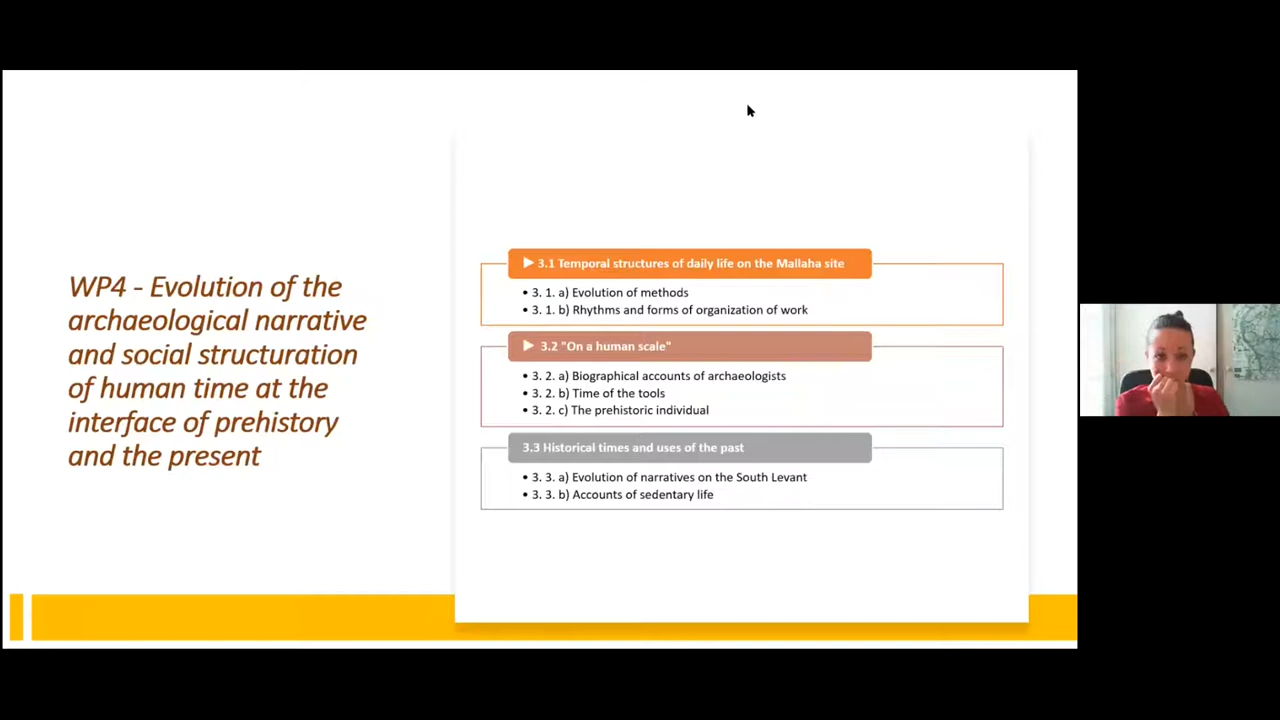 WP4 - Evolution of the
archaeological narrative
and social structuration
of human time at the
interface of prehistory
and the present
▶ 3.1 Temporal structures of daily life on the Mallaha site
• 3. 1. a) Evolution of methods
• 3. 1. b) Rhythms and forms of organization of work
▶ 3.2 "On a human scale"
• 3. 2. a) Biographical accounts of archaeologists
• 3. 2. b) Time of the tools
• 3. 2. c) The prehistoric individual
3.3 Historical times and uses of the past
• 3. 3. a) Evolution of narratives on the South Levant
• 3. 3. b) Accounts of sedentary life